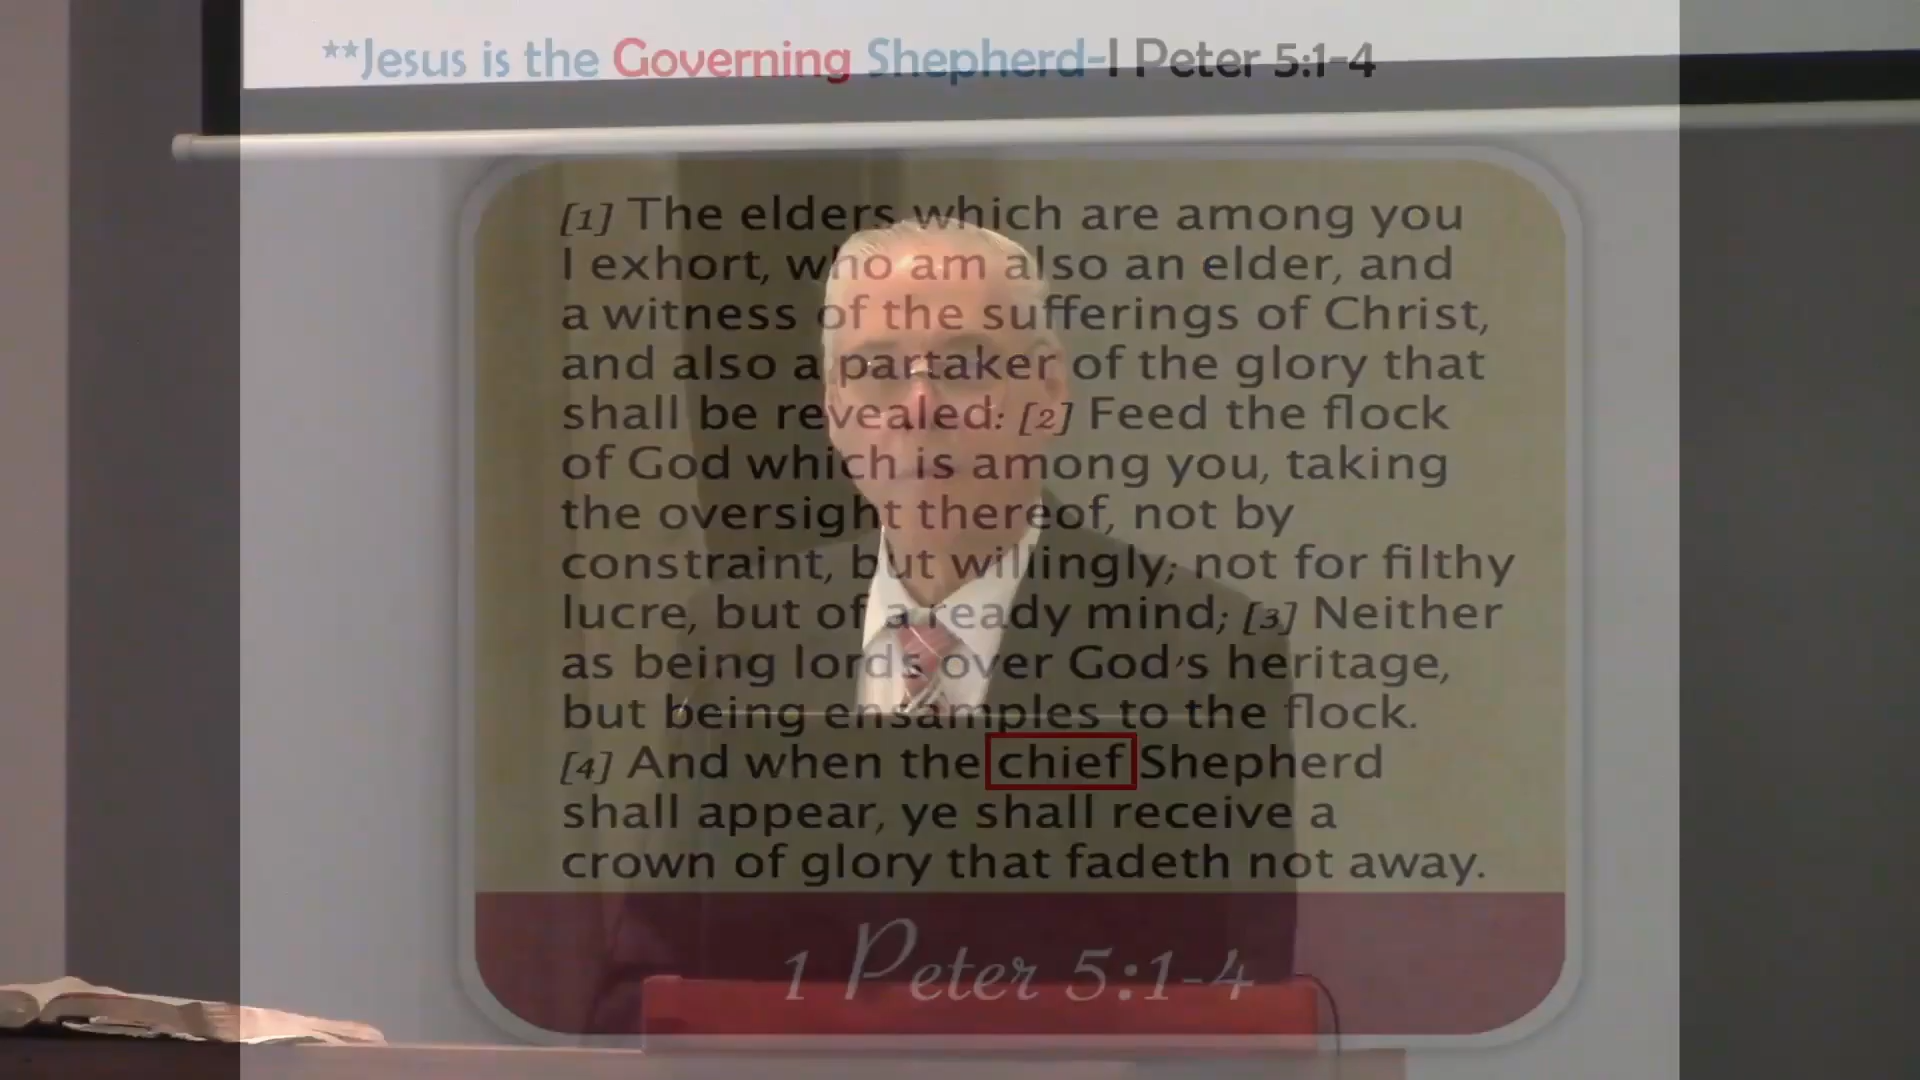 **Jesus is the Governing Shepherd-I Peter 5:1-4
[1] The elders which are among you
I exhort, who am also an elder, and
a witness of the sufferings of Christ,
and also a partaker of the glory that
shall be revealed: [2] Feed the flock
of God which is among you, taking
the oversight thereof, not by
constraint, but willingly; not for filthy
lucre, but of a ready mind; [3] Neither
as being lords over God's heritage,
but being ensamples to the flock.
[4] And when the chief Shepherd
shall appear, ye shall receive a
crown of glory that fadeth not away.
1 Peter 5:1-4